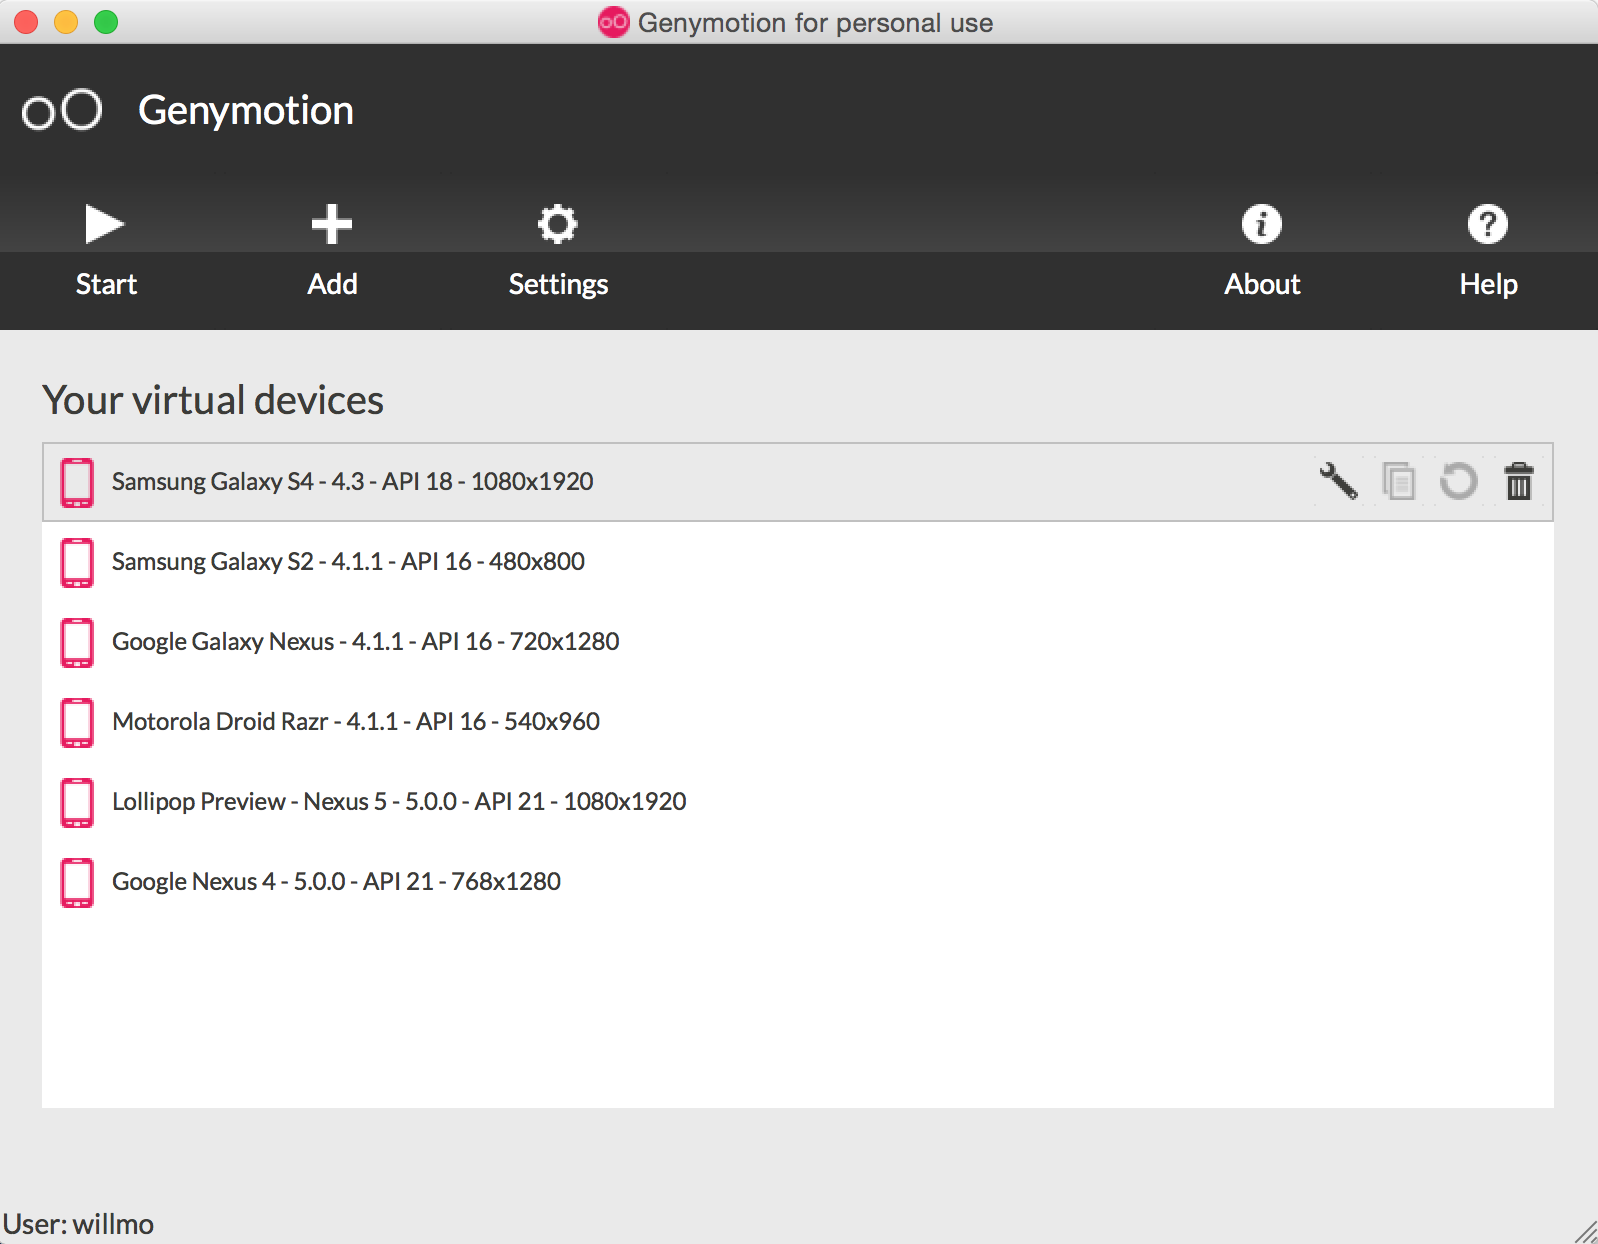 Genymotion for personal use
oO Genymotion
Start Add Settings About Help
Your virtual devices
Samsung Galaxy S4 - 4.3 - API 18 - 1080x1920
Samsung Galaxy S2 - 4.1.1 - API 16 - 480x800
Google Galaxy Nexus - 4.1.1 - API 16 - 720x1280
Motorola Droid Razr - 4.1.1 - API 16 - 540x960
Lollipop Preview - Nexus 5 - 5.0.0 - API 21 - 1080x1920
Google Nexus 4 - 5.0.0 - API 21 - 768x1280
User: willmo